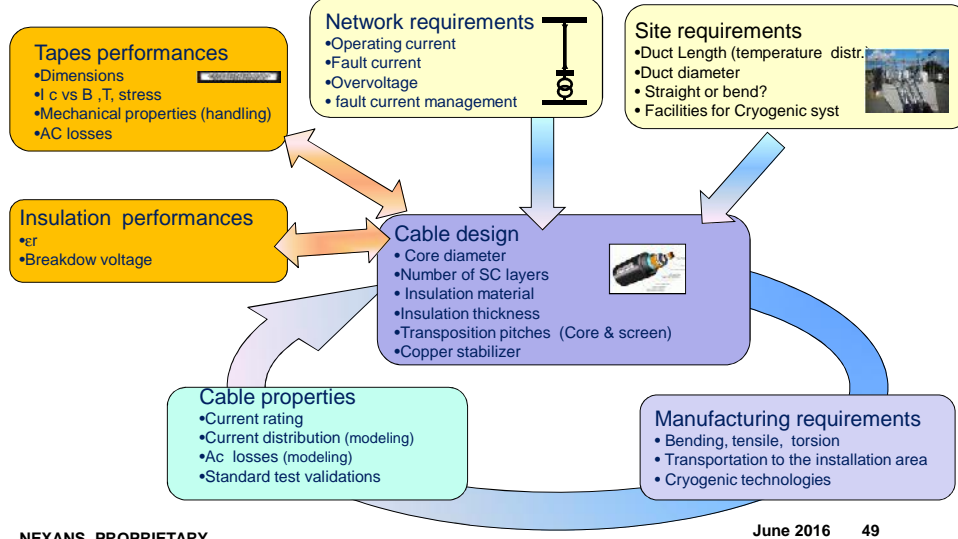 Tapes performances
•Dimensions
•I c vs B ,T, stress
•Mechanical properties (handling)
•AC losses
Network requirements
•Operating current
•Fault current
•Overvoltage
• fault current management
Site requirements
•Duct Length (temperature distr.
•Duct diameter
• Straight or bend?
• Facilities for Cryogenic syst
Insulation performances
•εr
•Breakdow voltage
Cable design
• Core diameter
•Number of SC layers
• Insulation material
•Insulation thickness
•Transposition pitches (Core & screen)
•Copper stabilizer
Cable properties
•Current rating
•Current distribution (modeling)
•Ac losses (modeling)
•Standard test validations
Manufacturing requirements
• Bending, tensile, torsion
• Transportation to the installation area
• Cryogenic technologies
NEXANS PROPRIETARY
June 2016 49